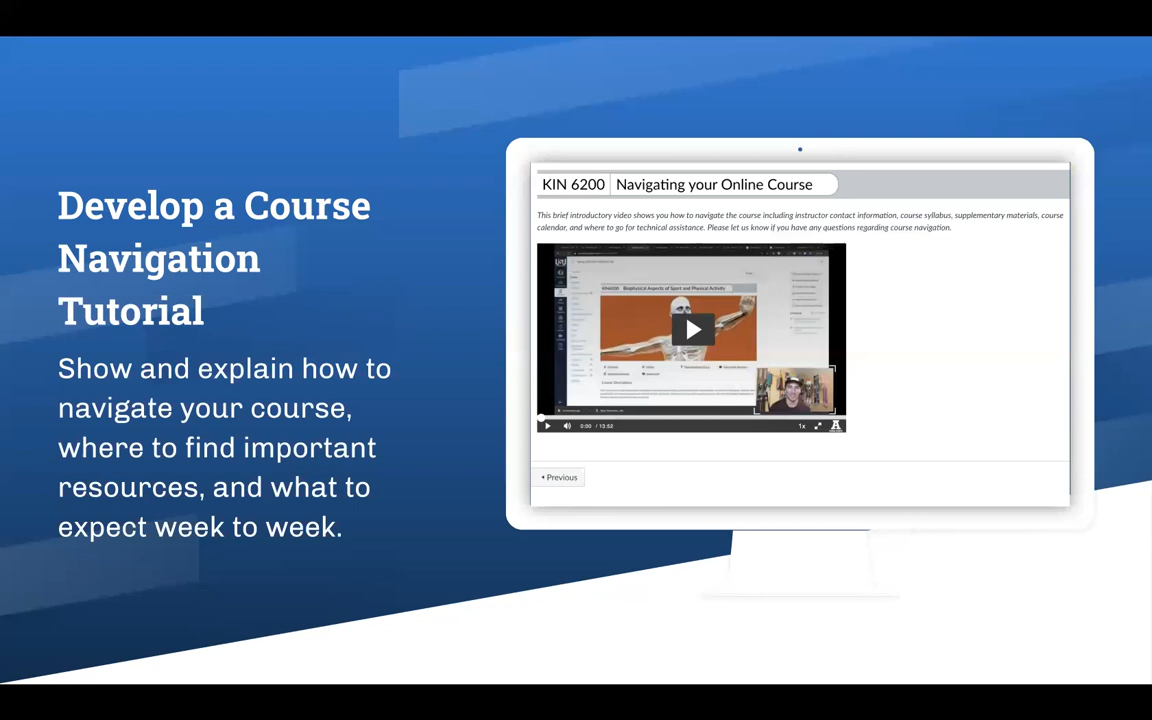 Develop a Course
Navigation
Tutorial
Show and explain how to
navigate your course,
where to find important
resources, and what to
expect week to week.
KIN 6200 Navigating your Online Course
This brief introductory video shows you how to navigate the course including instructor contact information, course syllabus, supplementary materials, course
calendar, and where to go for technical assistance. Please let us know if you have any questions regarding course navigation.
KIN6200 Biophysical Aspects of Sport and Physical Activity
Course Description
0:00 / 13:52
1x
Previous